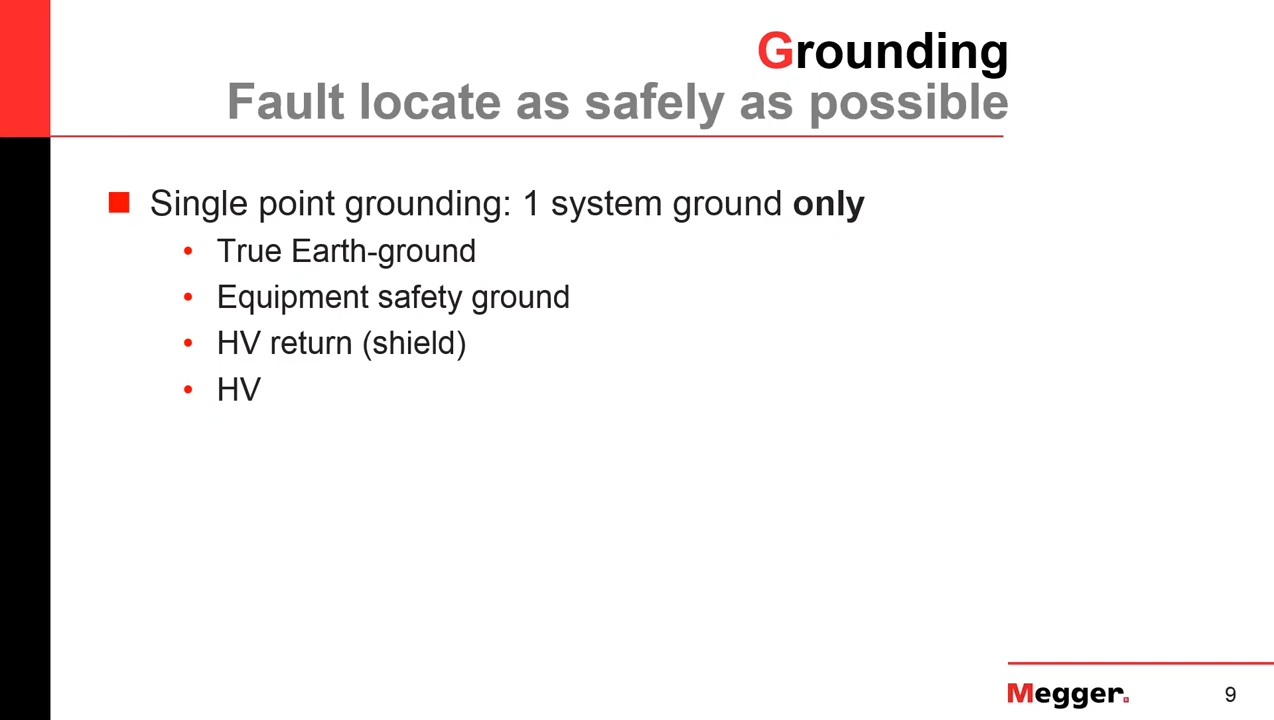 Grounding
Fault locate as safely as possible
Single point grounding: 1 system ground only
True Earth-ground
Equipment safety ground
HV return (shield)
HV
Megger.
9